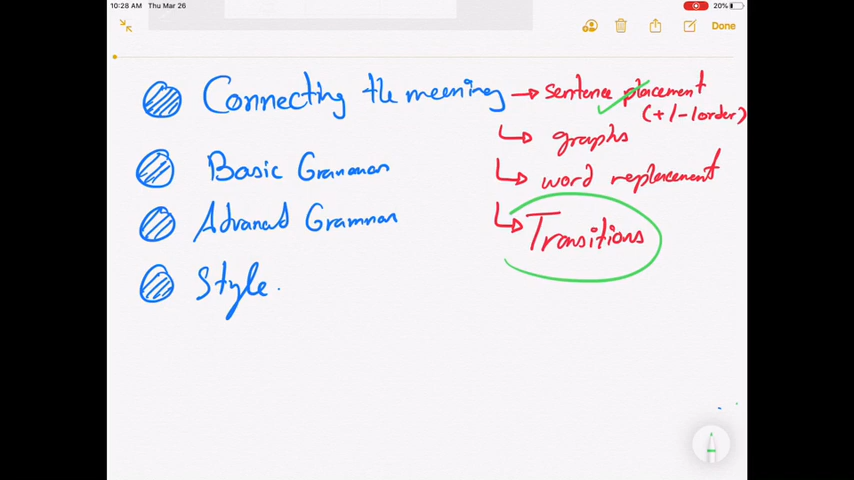 10:28 AM Thu Mar 26
20%
Done
Connecting the meaning → sentence placement
(+/-/order)
↳ graphs
Basic Grammar
↳ word replacement
Advanced Grammar
↳ Transitions
Style.